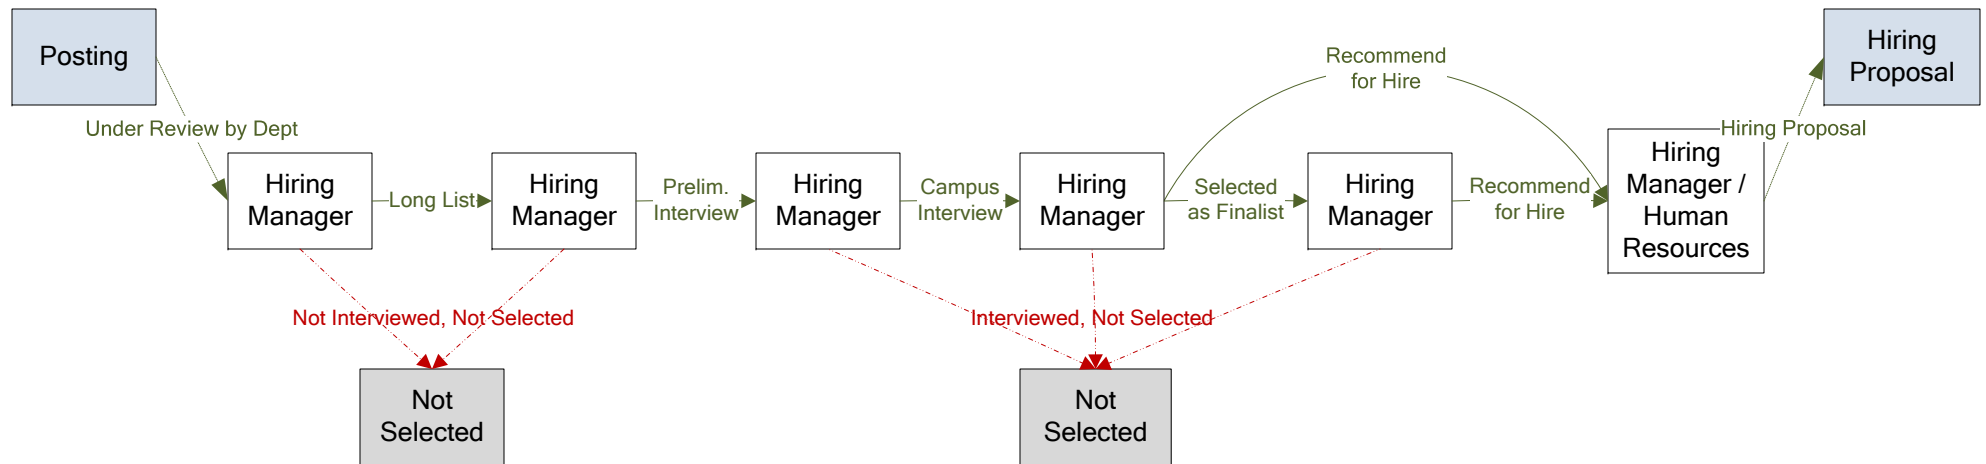 Posting
Under Review by Dept
Hiring
Manager
Long List
Hiring
Manager
Prelim.
Interview
Hiring
Manager
Campus
Interview
Hiring
Manager
Recommend
for Hire
Selected
as Finalist
Hiring
Manager
Recommend
for Hire
Hiring
Manager /
Human
Resources
Hiring Proposal
Hiring
Proposal
Not Interviewed, Not Selected
Not
Selected
Interviewed, Not Selected
Not
Selected